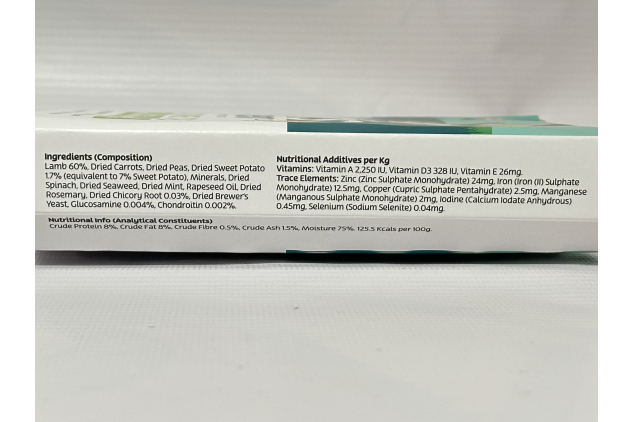 Ingredients (Composition)
Lamb 60%, Dried Carrots, Dried Peas, Dried Sweet Potato
1.7% (equivalent to 7% Sweet Potato), Minerals, Dried
Spinach, Dried Seaweed, Dried Mint, Rapeseed Oil, Dried
Rosemary, Dried Chicory Root 0.03%, Dried Brewer's
Yeast, Glucosamine 0.004%, Chondroitin 0.002%.
Nutritional Additives per Kg
Vitamins: Vitamin A 2,250 IU, Vitamin D3 328 IU, Vitamin E 26mg.
Trace Elements: Zinc (Zinc Sulphate Monohydrate) 24mg, Iron (Iron (II) Sulphate
Monohydrate) 12.5mg, Copper (Cupric Sulphate Pentahydrate) 2.5mg, Manganese
(Manganous Sulphate Monohydrate) 2mg, Iodine (Calcium Iodate Anhydrous)
0.45mg, Selenium (Sodium Selenite) 0.04mg.
Nutritional Info (Analytical Constituents)
Crude Protein 8%, Crude Fat 8%, Crude Fibre 0.5%, Crude Ash 1.5%, Moisture 75%. 125.5 Kcals per 100g.